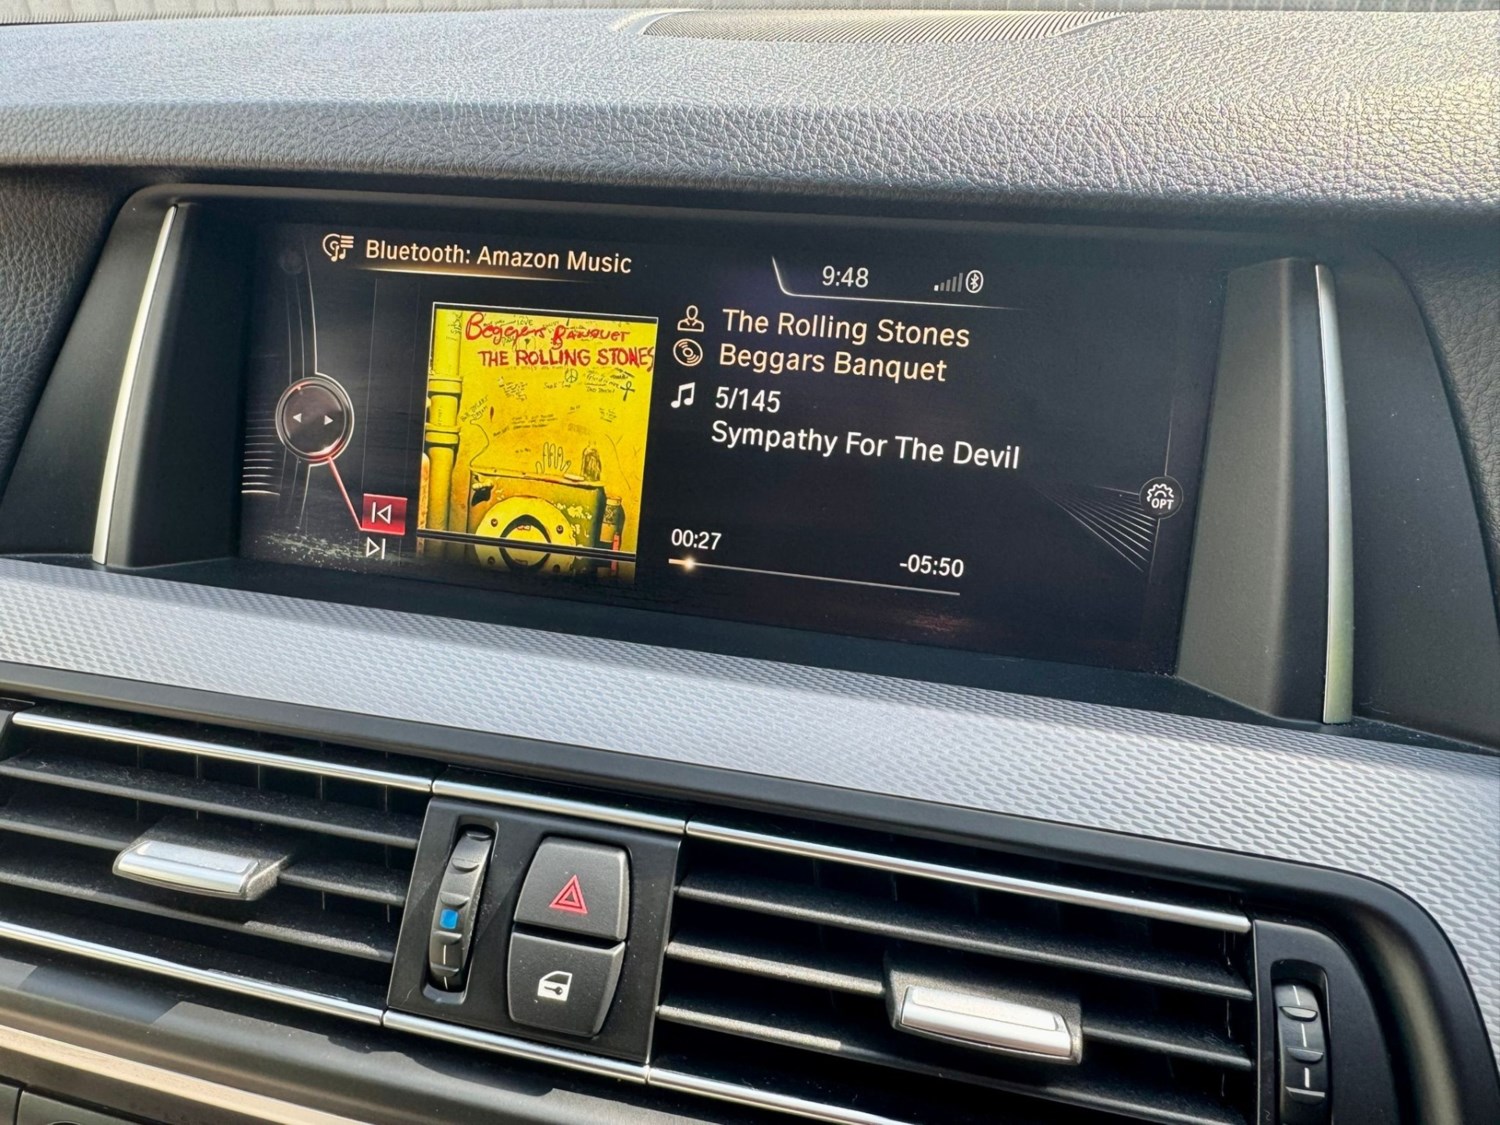 Bluetooth: Amazon Music
9:48
Beggars Banquet
THE ROLLING STONES
The Rolling Stones
Beggars Banquet
5/145
Sympathy For The Devil
00:27
-05:50
OPT